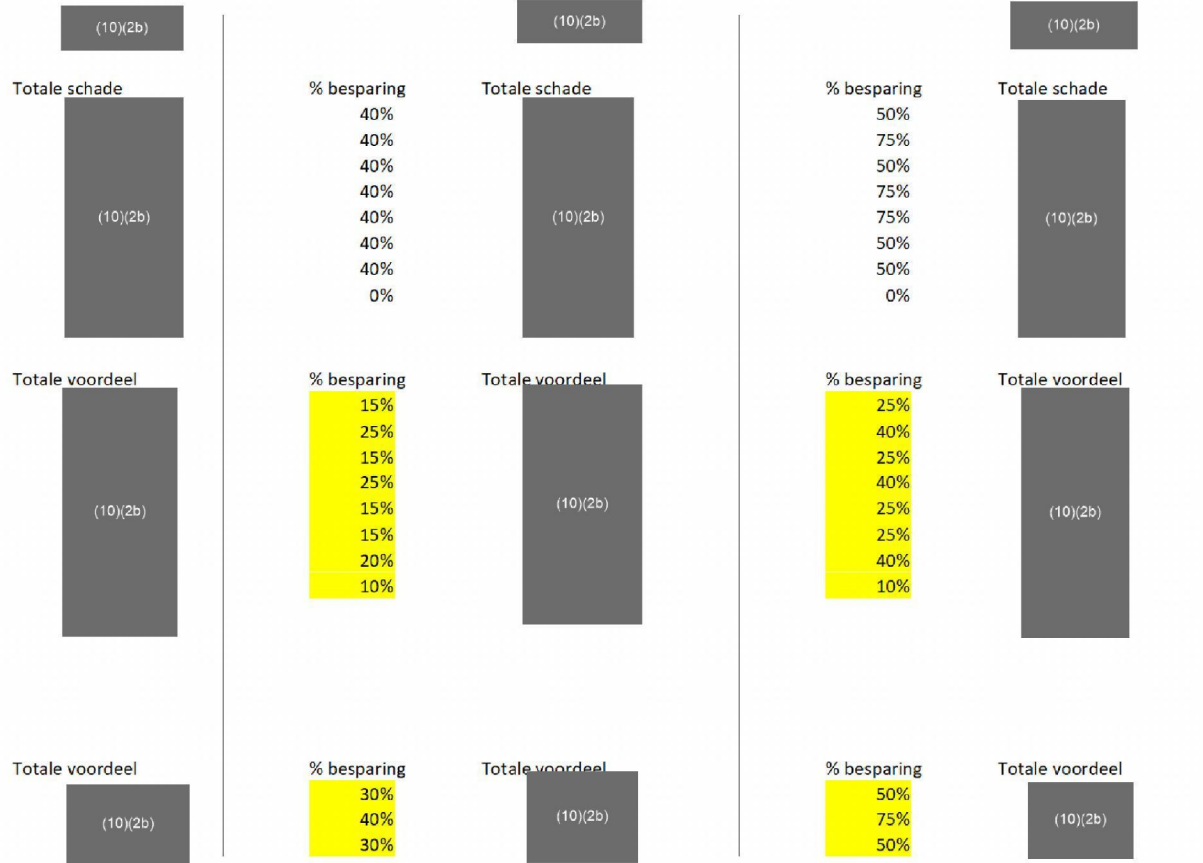 (10)(2b) (10)(2b) (10)(2b)
Totale schade % besparing Totale schade % besparing Totale schade
40% 50%
40% 75%
40% 50%
40% 75%
(10)(2b) 40% (10)(2b) 75% (10)(2b)
40% 50%
40% 50%
0% 0%
Totale voordeel % besparing Totale voordeel % besparing Totale voordeel
15% 25%
25% 40%
15% 25%
25% 40%
(10)(2b) 15% (10)(2b) 25% (10)(2b)
15% 25%
20% 40%
10% 10%
Totale voordeel % besparing Totale voordeel % besparing Totale voordeel
30% 50%
(10)(2b) 40% (10)(2b) 75% (10)(2b)
30% 50%